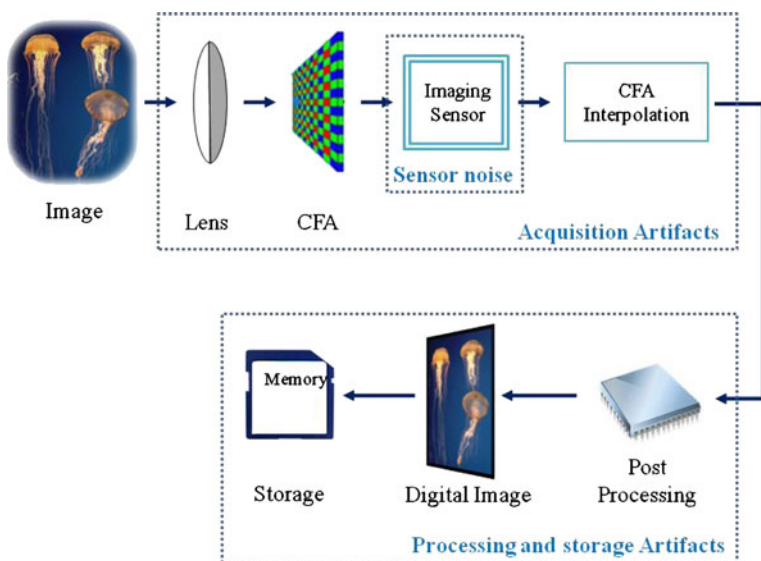 Imaging
Sensor
CFA
Interpolation
Sensor noise
Image
Lens
CFA
Acquisition Artifacts
Memory
Storage
Digital Image
Post
Processing
Processing and storage Artifacts